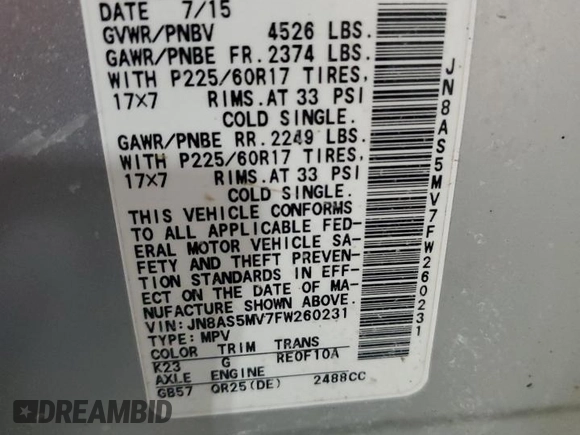 DATE 7/15
GVWR/PNBV 4526 LBS.
GAWR/PNBE FR. 2374 LBS.
WITH P225/60R17 TIRES,
17×7 RIMS.AT 33 PSI
COLD SINGLE.
GAWR/PNBE RR. 2249 LBS.
WITH P225/60R17 TIRES,
17×7 RIMS.AT 33 PSI
COLD SINGLE.
THIS VEHICLE CONFORMS
TO ALL APPLICABLE FED-
ERAL MOTOR VEHICLE SA-
FETY AND THEFT PREVEN-
TION STANDARDS IN EFF-
ECT ON THE DATE OF MA-
NUFACTURE SHOWN ABOVE.
VIN: JN8AS5MV7FW260231
TYPE: MPV
COLOR TRIM TRANS
K23 G RE0F10A
AXLE ENGINE
GB57 QR25(DE) 2488CC
JN8AS5MV7FW260231
DREAMBID